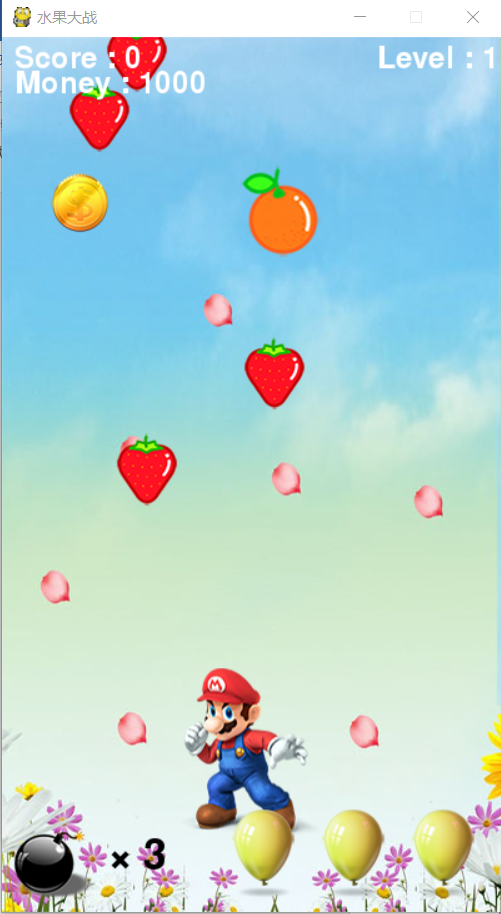 水果大战
Score : 0
Level : 1
Money : 1000
M
× 3